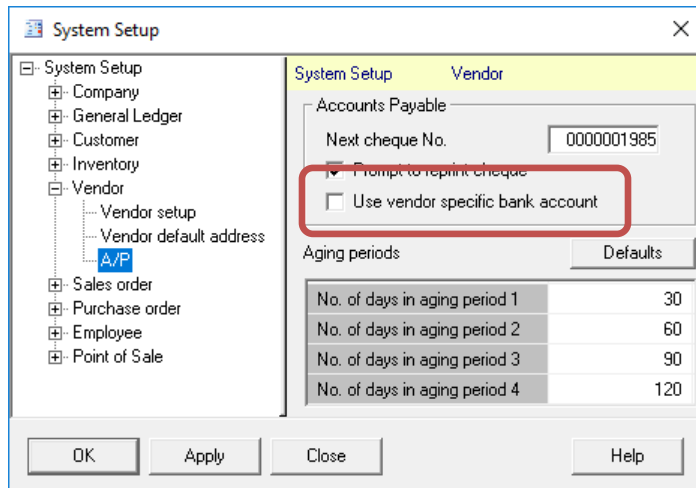 System Setup
System Setup
Company
General Ledger
Customer
Inventory
Vendor
Vendor setup
Vendor default address
A/P
Sales order
Purchase order
Employee
Point of Sale
System Setup Vendor
Accounts Payable
Next cheque No. 0000001985
Prompt to reprint cheque
Use vendor specific bank account
Aging periods Defaults
No. of days in aging period 1 30
No. of days in aging period 2 60
No. of days in aging period 3 90
No. of days in aging period 4 120
OK Apply Close Help